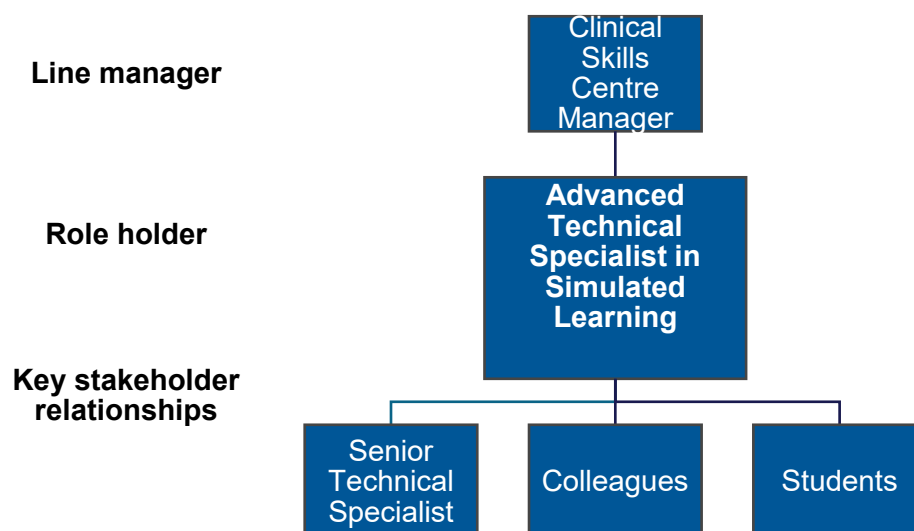 Line manager
Clinical
Skills
Centre
Manager
Role holder
Advanced
Technical
Specialist in
Simulated
Learning
Key stakeholder
relationships
Senior
Technical
Specialist
Colleagues
Students